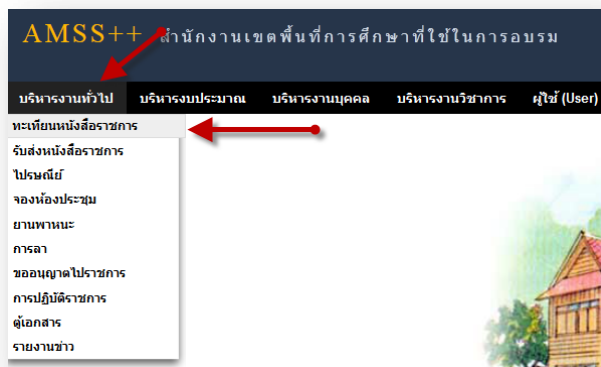 AMSS++ สำนักงานเขตพื้นที่การศึกษาที่ใช้ในการอบรม
บริหารงานทั่วไป บริหารงบประมาณ บริหารงานบุคคล บริหารงานวิชาการ ผู้ใช้ (User)
ทะเทียนหนังสือราชการ
รับส่งหนังสือราชการ
ไปรษณีย์
จองห้องประชุม
ยานพาหนะ
การลา
ขออนุญาตไปราชการ
การปฏิบัติราชการ
ตู้เอกสาร
รายงานข่าว